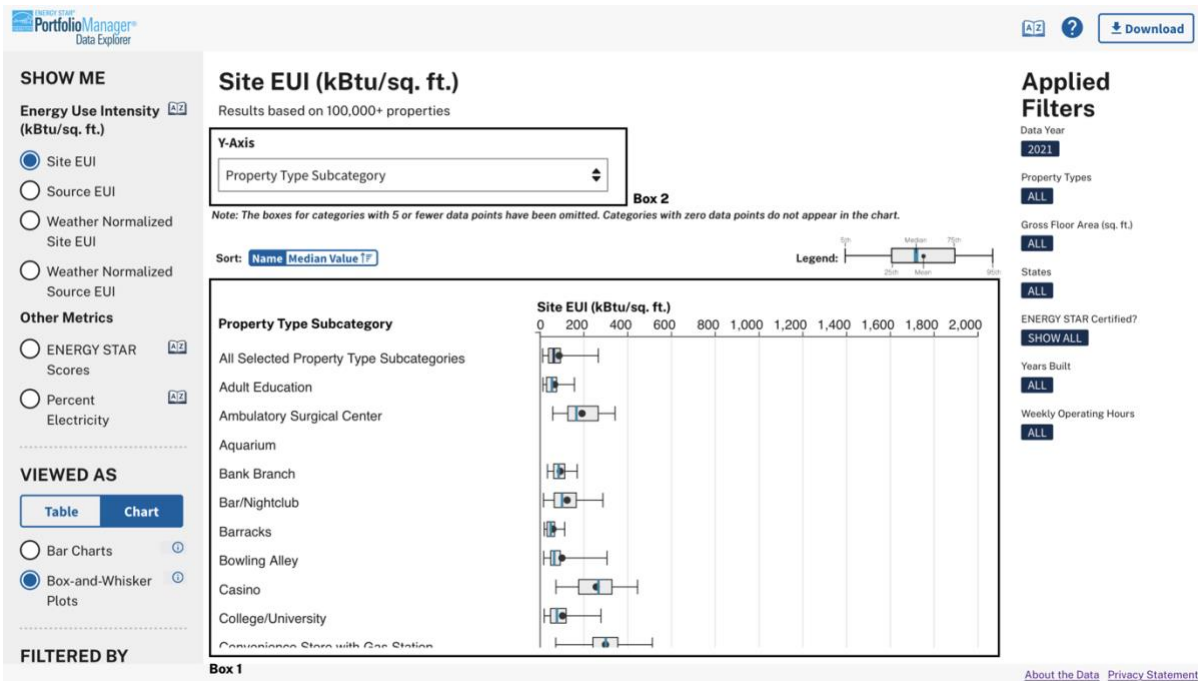 ENERGY STAR®
PortfolioManager®
Data Explorer
A Z
?
Download
SHOW ME
Energy Use Intensity
(kBtu/sq. ft.)
A Z
Site EUI
Source EUI
Weather Normalized
Site EUI
Weather Normalized
Source EUI
Other Metrics
ENERGY STAR
Scores
A Z
Percent
Electricity
A Z
VIEWED AS
Table Chart
Bar Charts
Box-and-Whisker
Plots
FILTERED BY
Site EUI (kBtu/sq. ft.)
Results based on 100,000+ properties
Y-Axis
Property Type Subcategory
Box 2
Note: The boxes for categories with 5 or fewer data points have been omitted. Categories with zero data points do not appear in the chart.
Sort: Name Median Value
Legend:
5th Median 75th
25th Mean 95th
Site EUI (kBtu/sq. ft.)
Property Type Subcategory
0 200 400 600 800 1,000 1,200 1,400 1,600 1,800 2,000
All Selected Property Type Subcategories
Adult Education
Ambulatory Surgical Center
Aquarium
Bank Branch
Bar/Nightclub
Barracks
Bowling Alley
Casino
College/University
Convenience Store with Gas Station
Box 1
Applied
Filters
Data Year
2021
Property Types
ALL
Gross Floor Area (sq. ft.)
ALL
States
ALL
ENERGY STAR Certified?
SHOW ALL
Years Built
ALL
Weekly Operating Hours
ALL
About the Data Privacy Statement